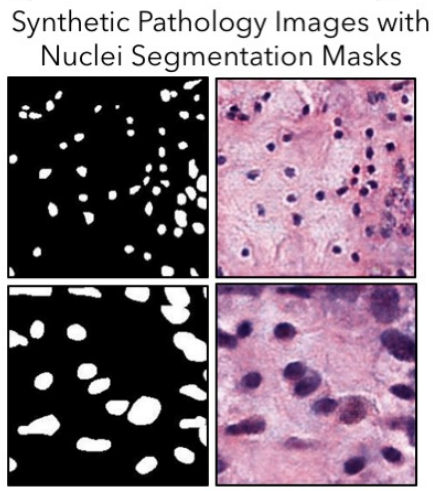 Synthetic Pathology Images with
Nuclei Segmentation Masks